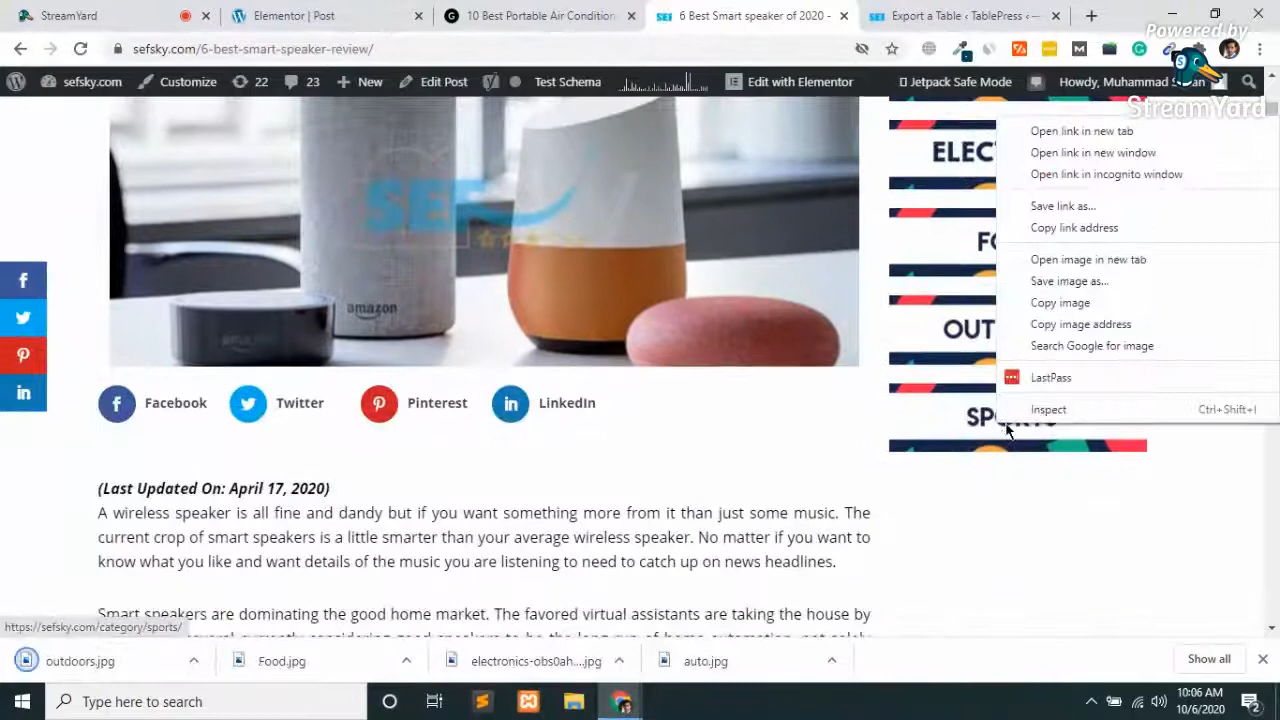 StreamYard
Elementor | Post
10 Best Portable Air Condition
6 Best Smart speaker of 2020 -
Export a Table ‹ TablePress ‹ —
sefsky.com/6-best-smart-speaker-review/
Powered by
StreamYard
sefsky.com
Customize
22
23
New
Edit Post
Test Schema
Edit with Elementor
Jetpack Safe Mode
Howdy, Muhammad
SEF
amazon
ELEC
FO
OUT
SPORTS
Open link in new tab
Open link in new window
Open link in incognito window
Save link as...
Copy link address
Open image in new tab
Save image as...
Copy image
Copy image address
Search Google for image
LastPass
Inspect Ctrl+Shift+I
Facebook
Twitter
Pinterest
LinkedIn
(Last Updated On: April 17, 2020)
A wireless speaker is all fine and dandy but if you want something more from it than just some music. The
current crop of smart speakers is a little smarter than your average wireless speaker. No matter if you want to
know what you like and want details of the music you are listening to need to catch up on news headlines.
Smart speakers are dominating the good home market. The favored virtual assistants are taking the house by
https://sefsky.com/category/sports/
outdoors.jpg
Food.jpg
electronics-obs0ah....jpg
auto.jpg
Show all
Type here to search
10:06 AM
10/6/2020
2